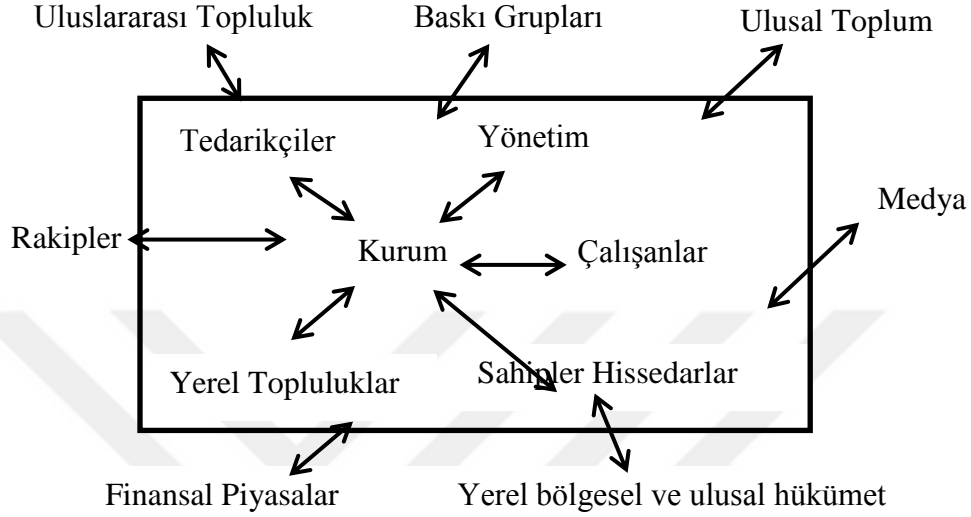 Uluslararası Topluluk
Baskı Grupları
Ulusal Toplum
Tedarikçiler
Yönetim
Medya
Rakipler
Kurum
Çalışanlar
Yerel Topluluklar
Sahipler Hissedarlar
Finansal Piyasalar
Yerel bölgesel ve ulusal hükümet